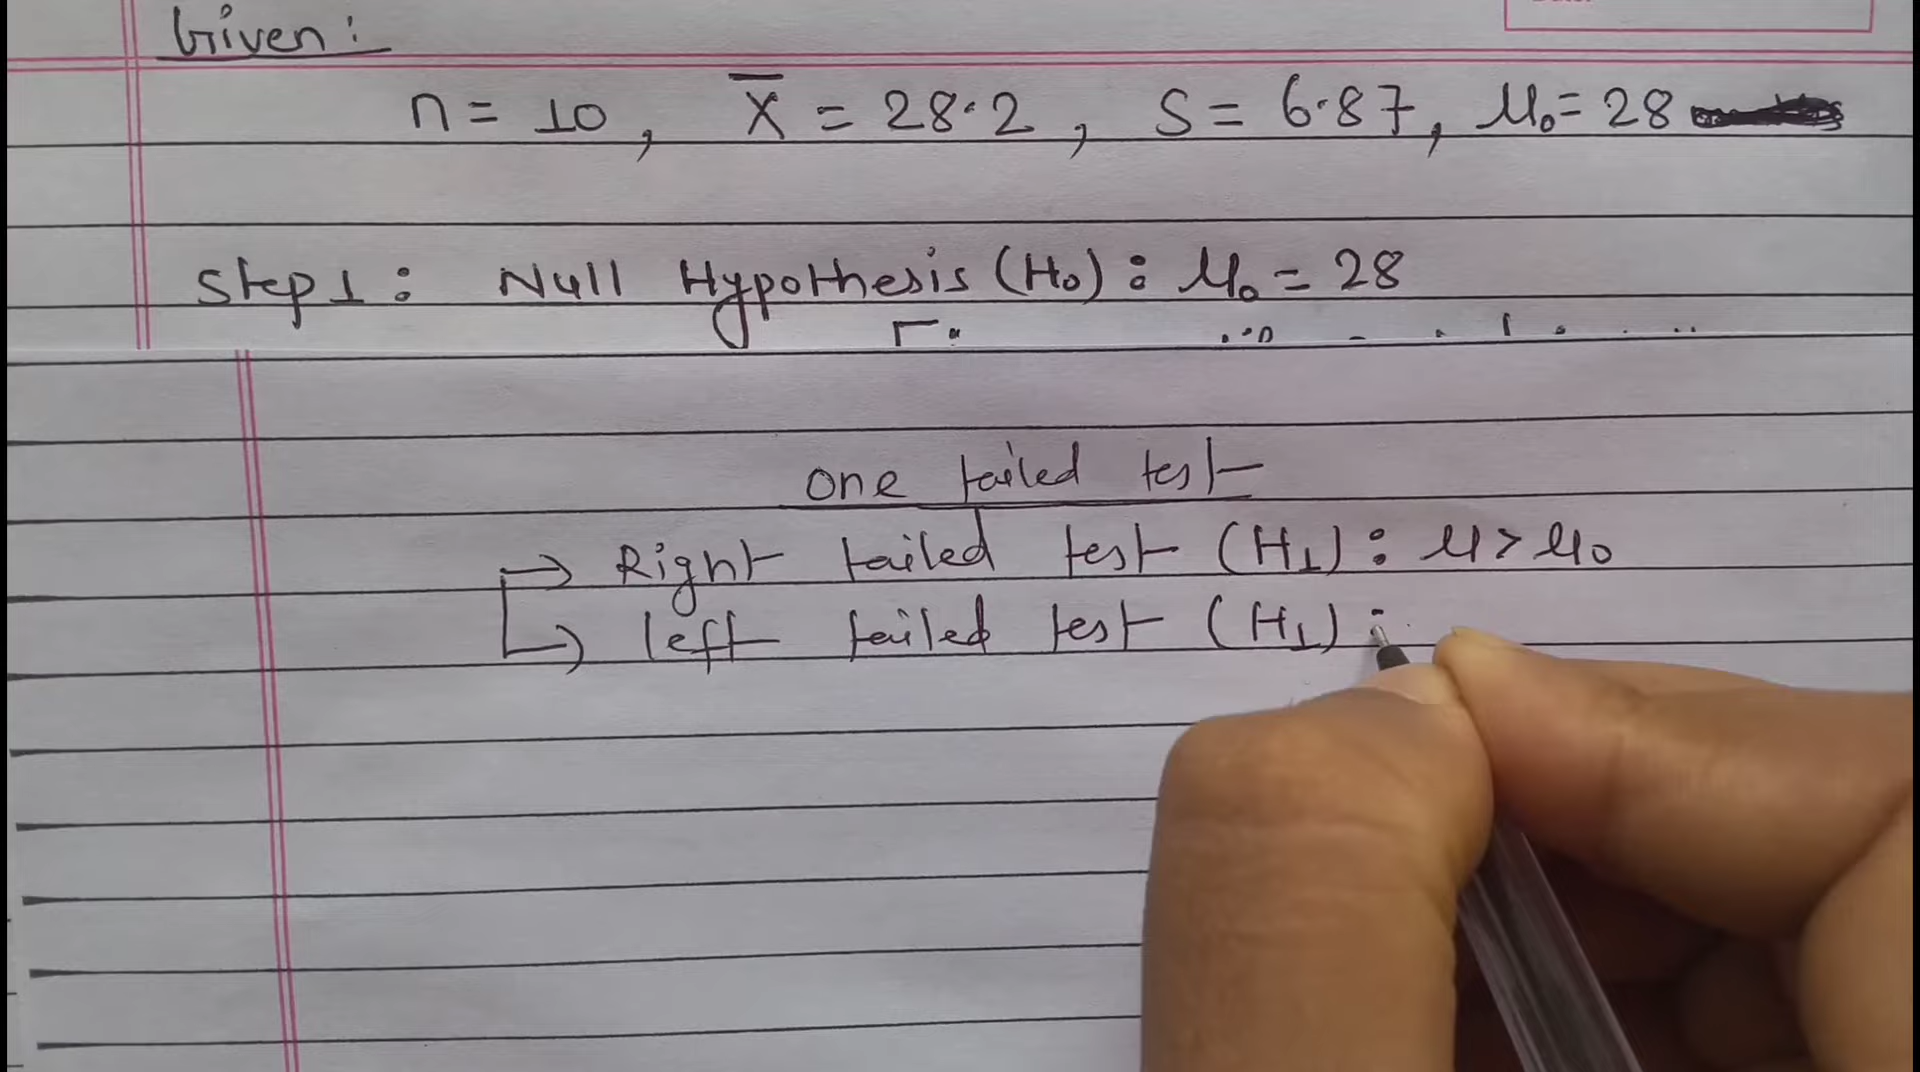 Given:
n = 10, X̄ = 28.2, S = 6.87, μ₀ = 28
Step 1: Null Hypothesis (H₀): μ₀ = 28
One tailed test
→ Right tailed test (H₁): μ > μ₀
↳ left tailed test (H₁):